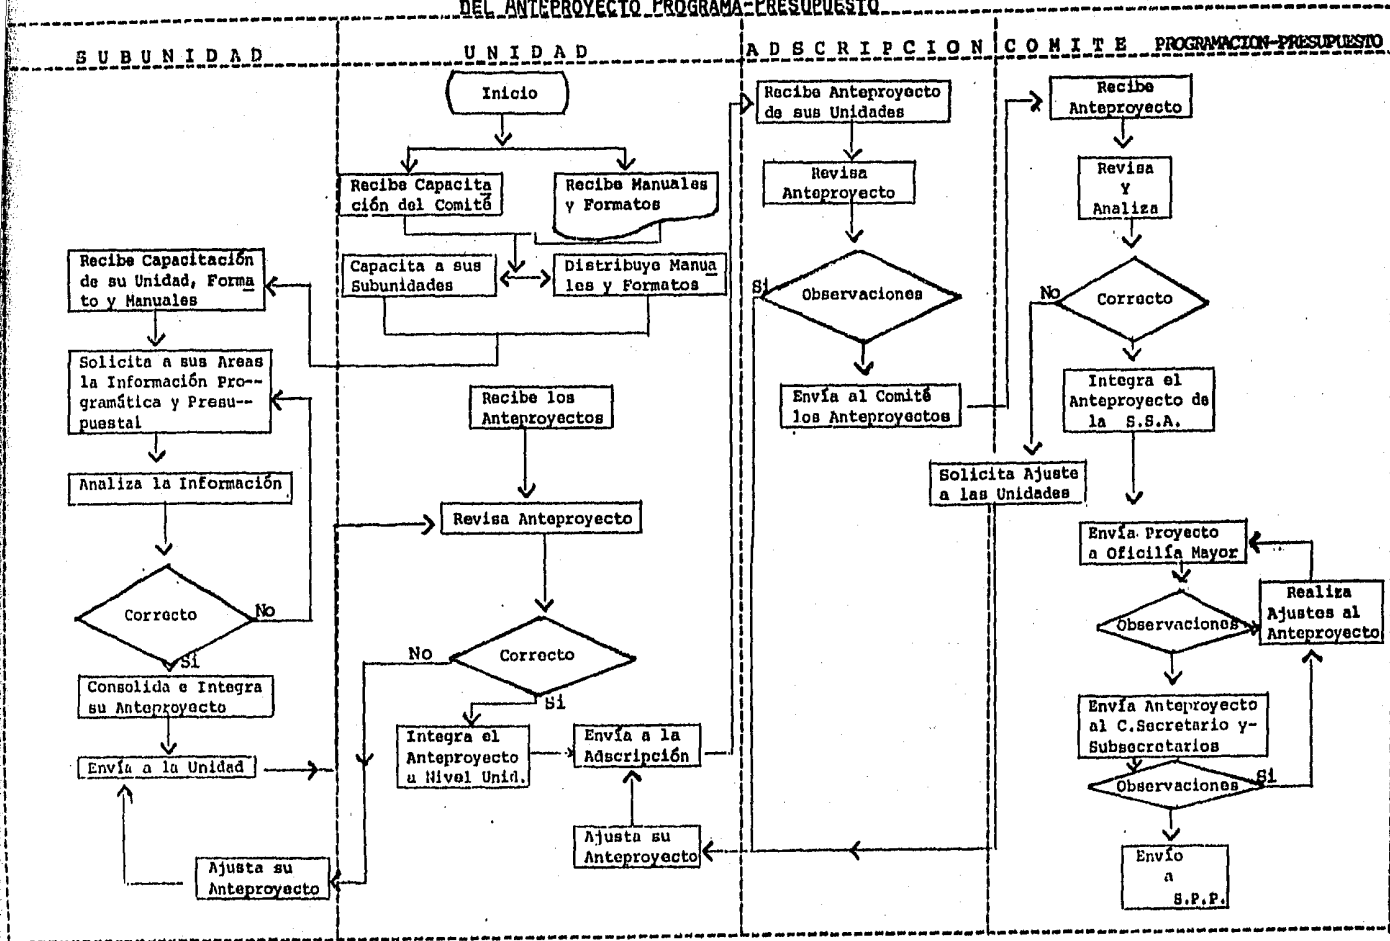 DEL ANTEPROYECTO PROGRAMA-PRESUPUESTO
SUBUNIDAD
UNIDAD
ADSCRIPCION
COMITE PROGRAMACION-PRESUPUESTO
Recibe Capacitación
de su Unidad, Forma
to y Manuales
Solicita a sus Areas
la Información Pro--
gramática y Presu--
puestal
Analiza la Información
Correcto
No
Si
Consolida e Integra
su Anteproyecto
Envía a la Unidad
Ajusta su
Anteproyecto
Inicio
Recibe Capacita
ción del Comité
Recibe Manuales
y Formatos
Capacita a sus
Subunidades
Distribuye Manua
les y Formatos
Recibe los
Anteproyectos
Revisa Anteproyecto
Correcto
No
Si
Integra el
Anteproyecto
a Nivel Unid.
Envía a la
Adscripción
Ajusta su
Anteproyecto
Recibe Anteproyecto
de sus Unidades
Revisa
Anteproyecto
Observaciones
Si
Envía al Comité
los Anteproyectos
Recibe
Anteproyecto
Revisa
Y
Analiza
Correcto
No
Integra el
Anteproyecto de
la S.S.A.
Solicita Ajuste
a las Unidades
Envía Proyecto
a Oficilía Mayor
Observaciones
Realiza
Ajustes al
Anteproyecto
Envía Anteproyecto
al C.Secretario y-
Subsecretarios
Observaciones
Si
Envío
a
S.P.P.